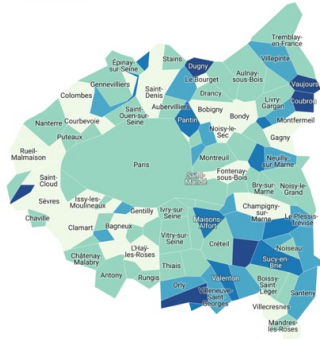 Tremblay-
en-France
Épinay-
sur-Seine
Stains
Dugny
Villepinte
Le Bourget
Aulnay-
sous-Bois
Vaujours
Gennevilliers
Saint-
Denis
Drancy
Colombes
Aubervilliers
Livry-
Gargan
Coubron
Saint-
Ouen-sur-
Seine
Bobigny
Bondy
Montfermeil
Nanterre
Courbevoie
Pantin
Noisy-le-
Sec
Puteaux
Gagny
Rueil-
Malmaison
Paris
Montreuil
Neuilly-
sur-Marne
Fontenay-
sous-Bois
Saint-
Cloud
Bry-sur-
Marne
Noisy-le-
Grand
Sèvres
Issy-les-
Moulineaux
Gentilly
Ivry-sur-
Seine
Maisons-
Alfort
Champigny-
sur-
Marne
Le Plessis-
Trévise
Chaville
Clamart
Bagneux
Vitry-sur-
Seine
Créteil
Noiseau
L'Haÿ-
les-Roses
Sucy-en-
Brie
Châtenay-
Malabry
Thiais
Antony
Rungis
Orly
Valenton
Boissy-
Saint-
Léger
Villeneuve-
Saint-
Georges
Santeny
Villecresnes
Mandres-
les-Roses